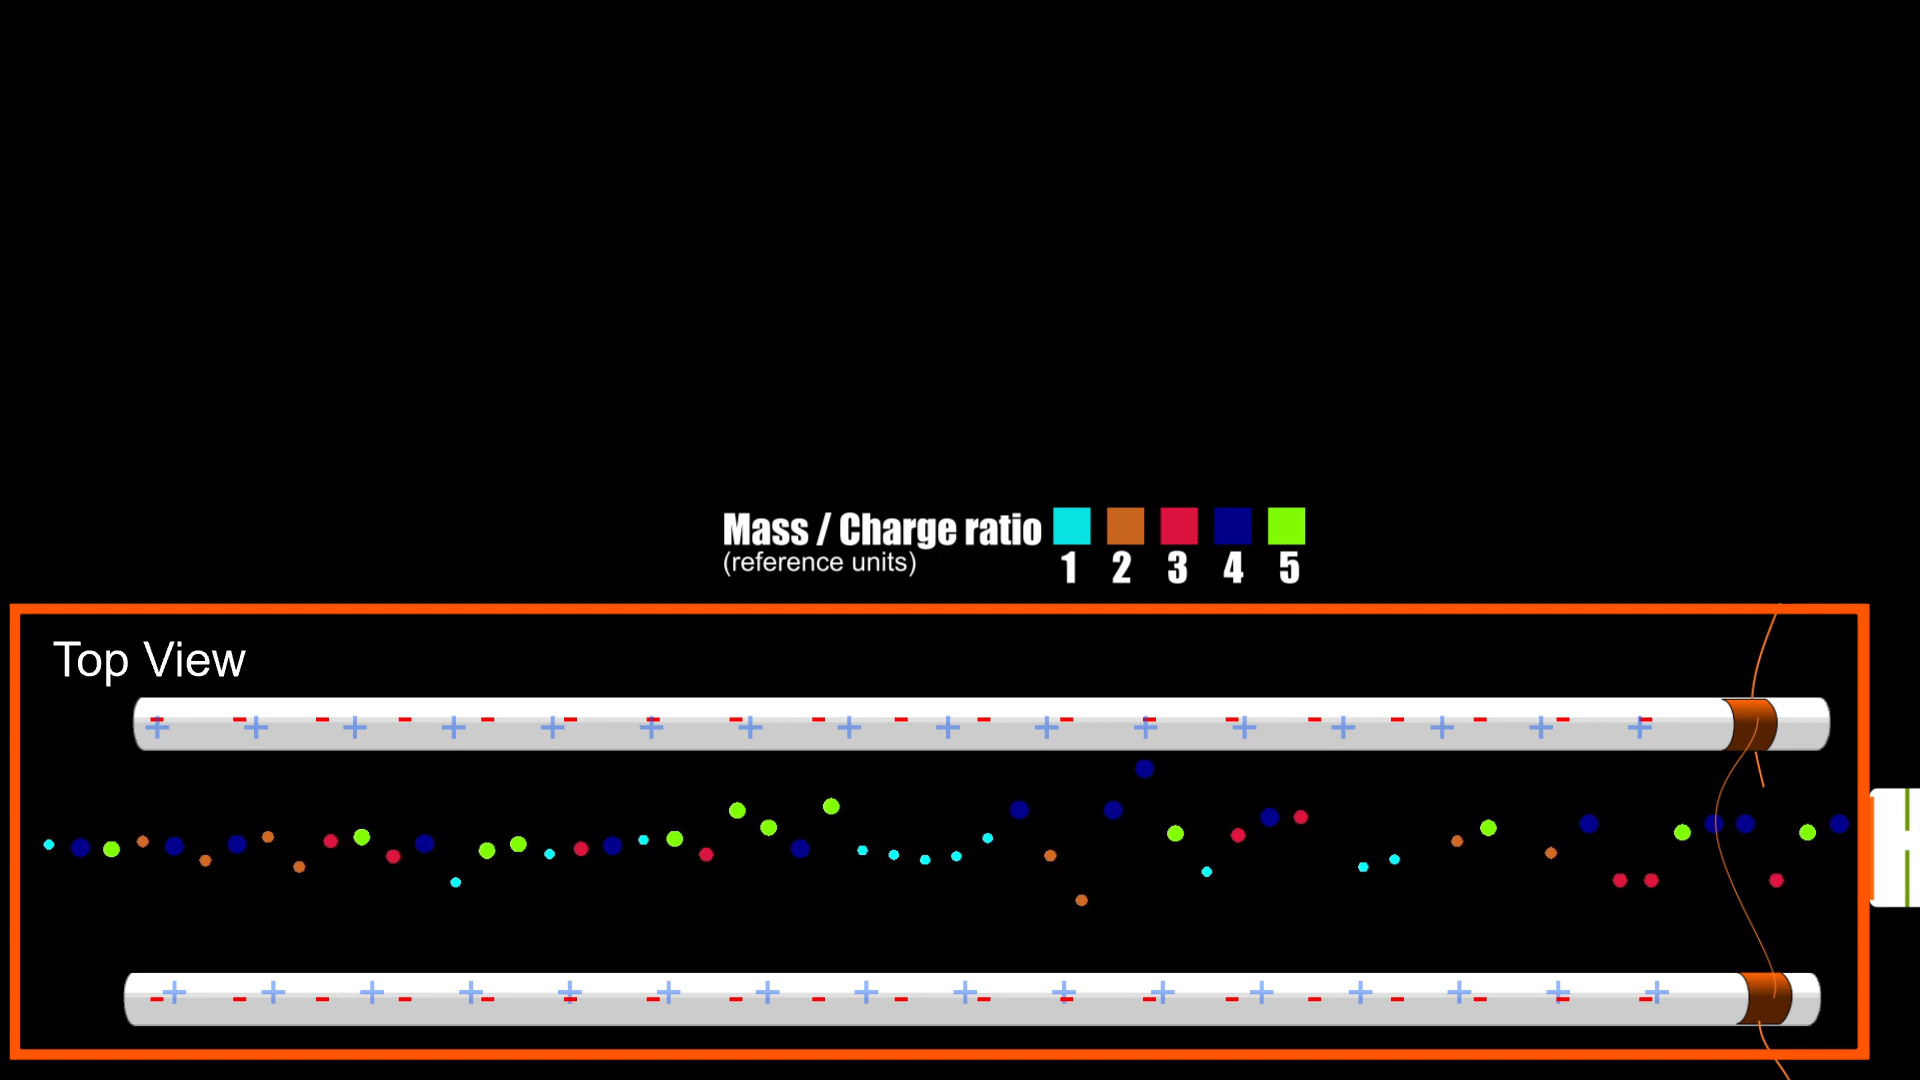 Mass / Charge ratio
(reference units)
1 2 3 4 5
Top View